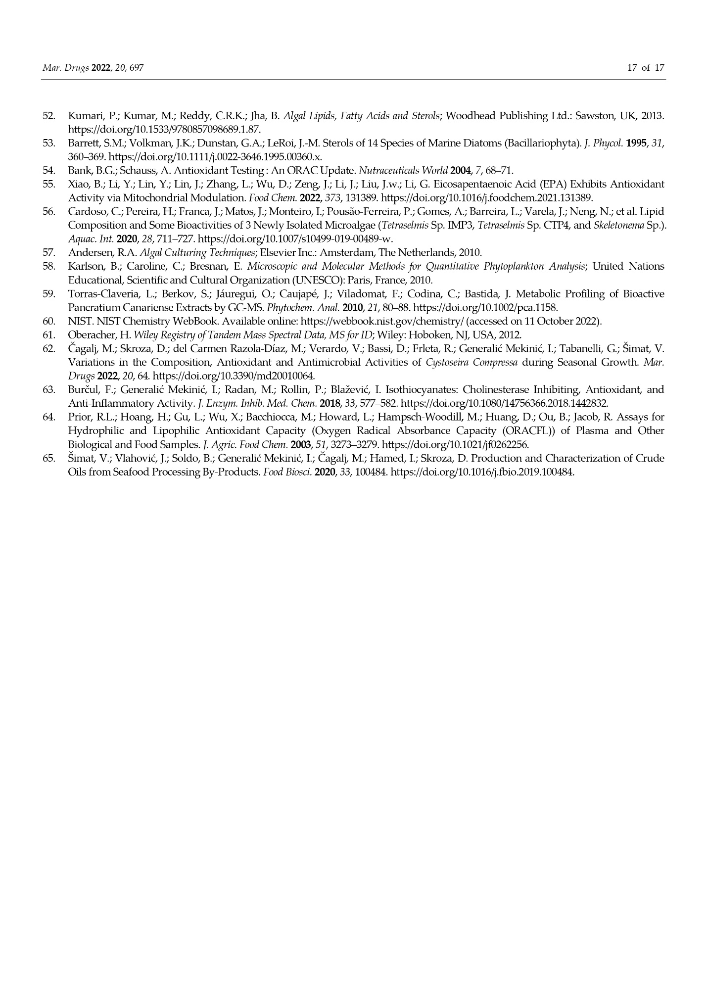 Mar. Drugs 2022, 20, 697
17 of 17
52. Kumari, P.; Kumar, M.; Reddy, C.R.K.; Jha, B. Algal Lipids, Fatty Acids and Sterols; Woodhead Publishing Ltd.: Sawston, UK, 2013.
https://doi.org/10.1533/9780857098689.1.87.
53. Barrett, S.M.; Volkman, J.K.; Dunstan, G.A.; LeRoi, J.-M. Sterols of 14 Species of Marine Diatoms (Bacillariophyta). J. Phycol. 1995, 31,
360–369. https://doi.org/10.1111/j.0022-3646.1995.00360.x.
54. Bank, B.G.; Schauss, A. Antioxidant Testing : An ORAC Update. Nutraceuticals World 2004, 7, 68–71.
55. Xiao, B.; Li, Y.; Lin, Y.; Lin, J.; Zhang, L.; Wu, D.; Zeng, J.; Li, J.; Liu, J.w.; Li, G. Eicosapentaenoic Acid (EPA) Exhibits Antioxidant
Activity via Mitochondrial Modulation. Food Chem. 2022, 373, 131389. https://doi.org/10.1016/j.foodchem.2021.131389.
56. Cardoso, C.; Pereira, H.; Franca, J.; Matos, J.; Monteiro, I.; Pousão-Ferreira, P.; Gomes, A.; Barreira, L.; Varela, J.; Neng, N.; et al. Lipid
Composition and Some Bioactivities of 3 Newly Isolated Microalgae (Tetraselmis Sp. IMP3, Tetraselmis Sp. CTP4, and Skeletonema Sp.).
Aquac. Int. 2020, 28, 711–727. https://doi.org/10.1007/s10499-019-00489-w.
57. Andersen, R.A. Algal Culturing Techniques; Elsevier Inc.: Amsterdam, The Netherlands, 2010.
58. Karlson, B.; Caroline, C.; Bresnan, E. Microscopic and Molecular Methods for Quantitative Phytoplankton Analysis; United Nations
Educational, Scientific and Cultural Organization (UNESCO): Paris, France, 2010.
59. Torras-Claveria, L.; Berkov, S.; Jáuregui, O.; Caujapé, J.; Viladomat, F.; Codina, C.; Bastida, J. Metabolic Profiling of Bioactive
Pancratium Canariense Extracts by GC-MS. Phytochem. Anal. 2010, 21, 80–88. https://doi.org/10.1002/pca.1158.
60. NIST. NIST Chemistry WebBook. Available online: https://webbook.nist.gov/chemistry/ (accessed on 11 October 2022).
61. Oberacher, H. Wiley Registry of Tandem Mass Spectral Data, MS for ID; Wiley: Hoboken, NJ, USA, 2012.
62. Čagalj, M.; Skroza, D.; del Carmen Razola-Díaz, M.; Verardo, V.; Bassi, D.; Frleta, R.; Generalić Mekinić, I.; Tabanelli, G.; Šimat, V.
Variations in the Composition, Antioxidant and Antimicrobial Activities of Cystoseira Compressa during Seasonal Growth. Mar.
Drugs 2022, 20, 64. https://doi.org/10.3390/md20010064.
63. Burčul, F.; Generalić Mekinić, I.; Radan, M.; Rollin, P.; Blažević, I. Isothiocyanates: Cholinesterase Inhibiting, Antioxidant, and
Anti-Inflammatory Activity. J. Enzym. Inhib. Med. Chem. 2018, 33, 577–582. https://doi.org/10.1080/14756366.2018.1442832.
64. Prior, R.L.; Hoang, H.; Gu, L.; Wu, X.; Bacchiocca, M.; Howard, L.; Hampsch-Woodill, M.; Huang, D.; Ou, B.; Jacob, R. Assays for
Hydrophilic and Lipophilic Antioxidant Capacity (Oxygen Radical Absorbance Capacity (ORACFL)) of Plasma and Other
Biological and Food Samples. J. Agric. Food Chem. 2003, 51, 3273–3279. https://doi.org/10.1021/jf0262256.
65. Šimat, V.; Vlahović, J.; Soldo, B.; Generalić Mekinić, I.; Čagalj, M.; Hamed, I.; Skroza, D. Production and Characterization of Crude
Oils from Seafood Processing By-Products. Food Biosci. 2020, 33, 100484. https://doi.org/10.1016/j.fbio.2019.100484.